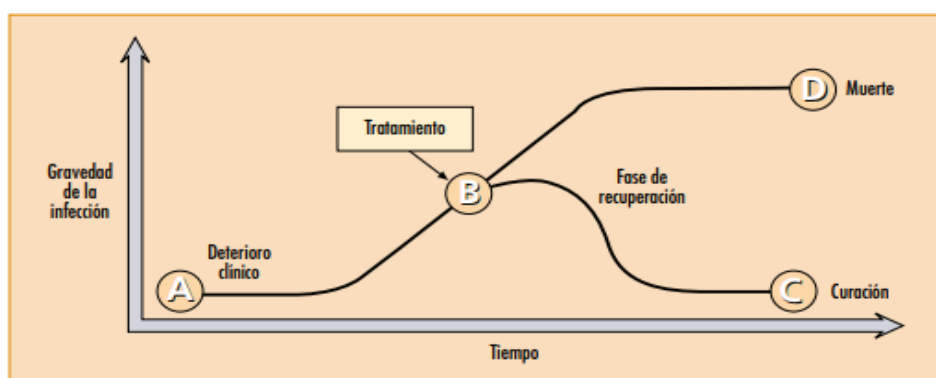 D
Muerte
Tratamiento
B
Gravedad
de la
infección
Fase de
recuperación
Deterioro
clínico
A
C
Curación
Tiempo